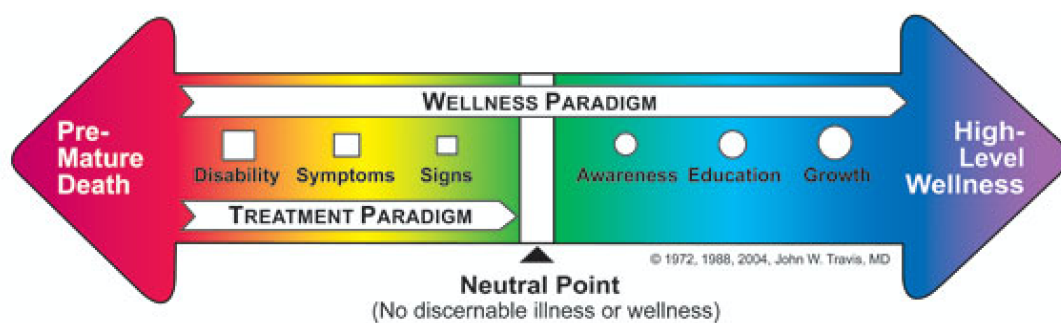 WELLNESS PARADIGM
Pre-
Mature
Death
Disability Symptoms Signs
Awareness Education Growth
High-
Level
Wellness
TREATMENT PARADIGM
© 1972, 1988, 2004, John W. Travis, MD
Neutral Point
(No discernable illness or wellness)